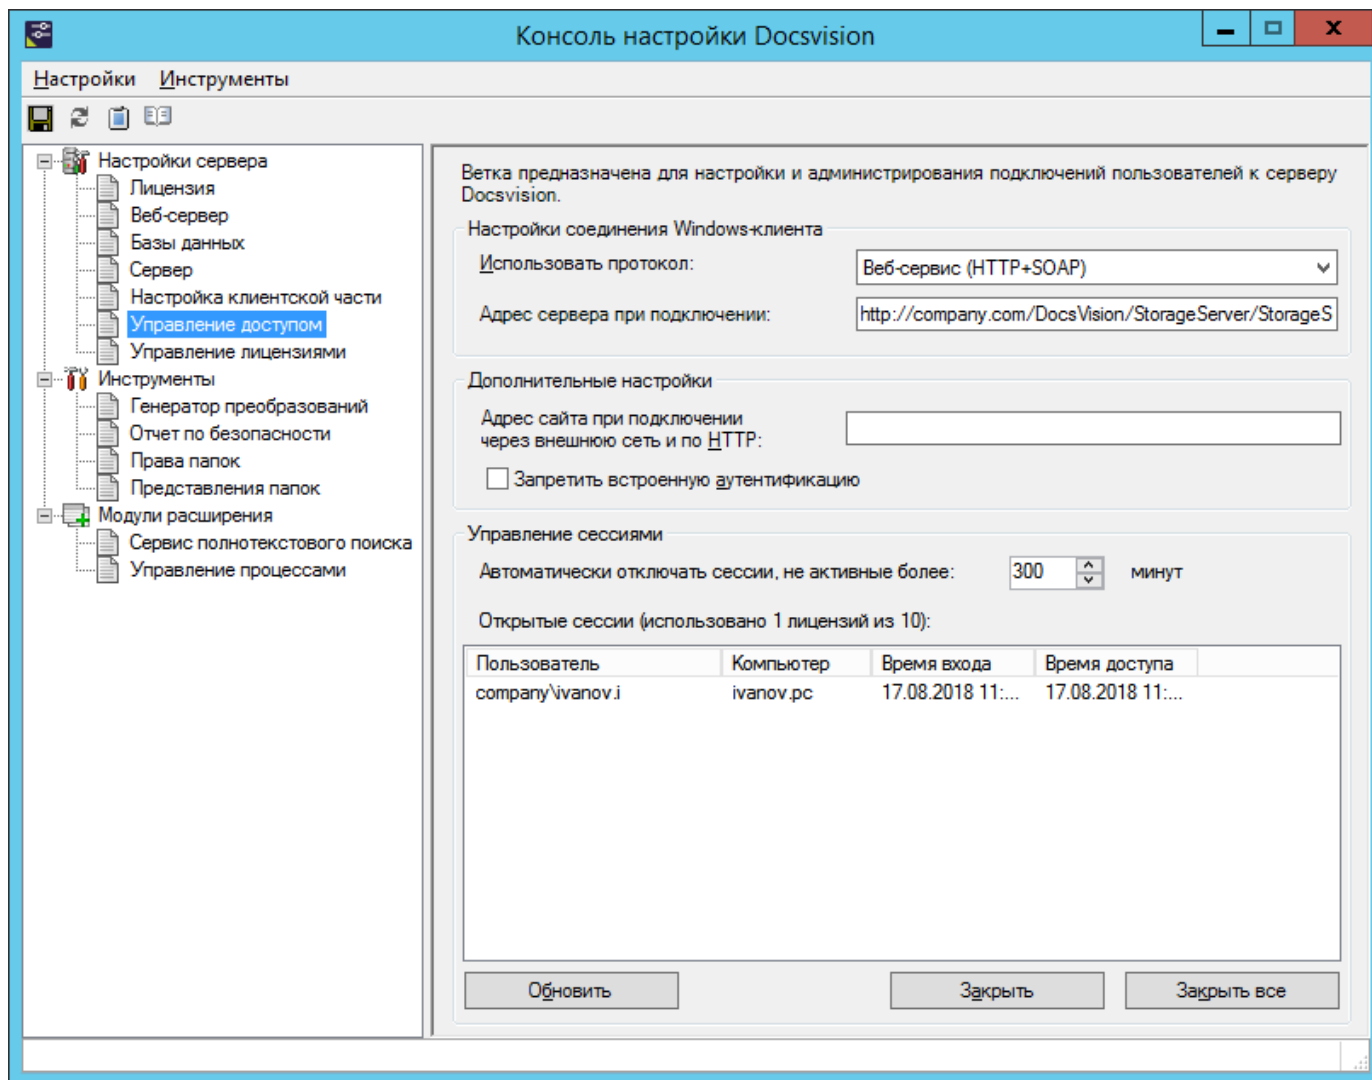 Консоль настройки Docsvision
Настройки Инструменты
Настройки сервера
Лицензия
Веб-сервер
Базы данных
Сервер
Настройка клиентской части
Управление доступом
Управление лицензиями
Инструменты
Генератор преобразований
Отчет по безопасности
Права папок
Представления папок
Модули расширения
Сервис полнотекстового поиска
Управление процессами
Ветка предназначена для настройки и администрирования подключений пользователей к серверу
Docsvision.
Настройки соединения Windows-клиента
Использовать протокол: Веб-сервис (HTTP+SOAP)
Адрес сервера при подключении: http://company.com/DocsVision/StorageServer/StorageS
Дополнительные настройки
Адрес сайта при подключении
через внешнюю сеть и по HTTP:
Запретить встроенную аутентификацию
Управление сессиями
Автоматически отключать сессии, не активные более: 300 минут
Открытые сессии (использовано 1 лицензий из 10):
Пользователь Компьютер Время входа Время доступа
company\ivanov.i ivanov.pc 17.08.2018 11:... 17.08.2018 11:...
Обновить Закрыть Закрыть все